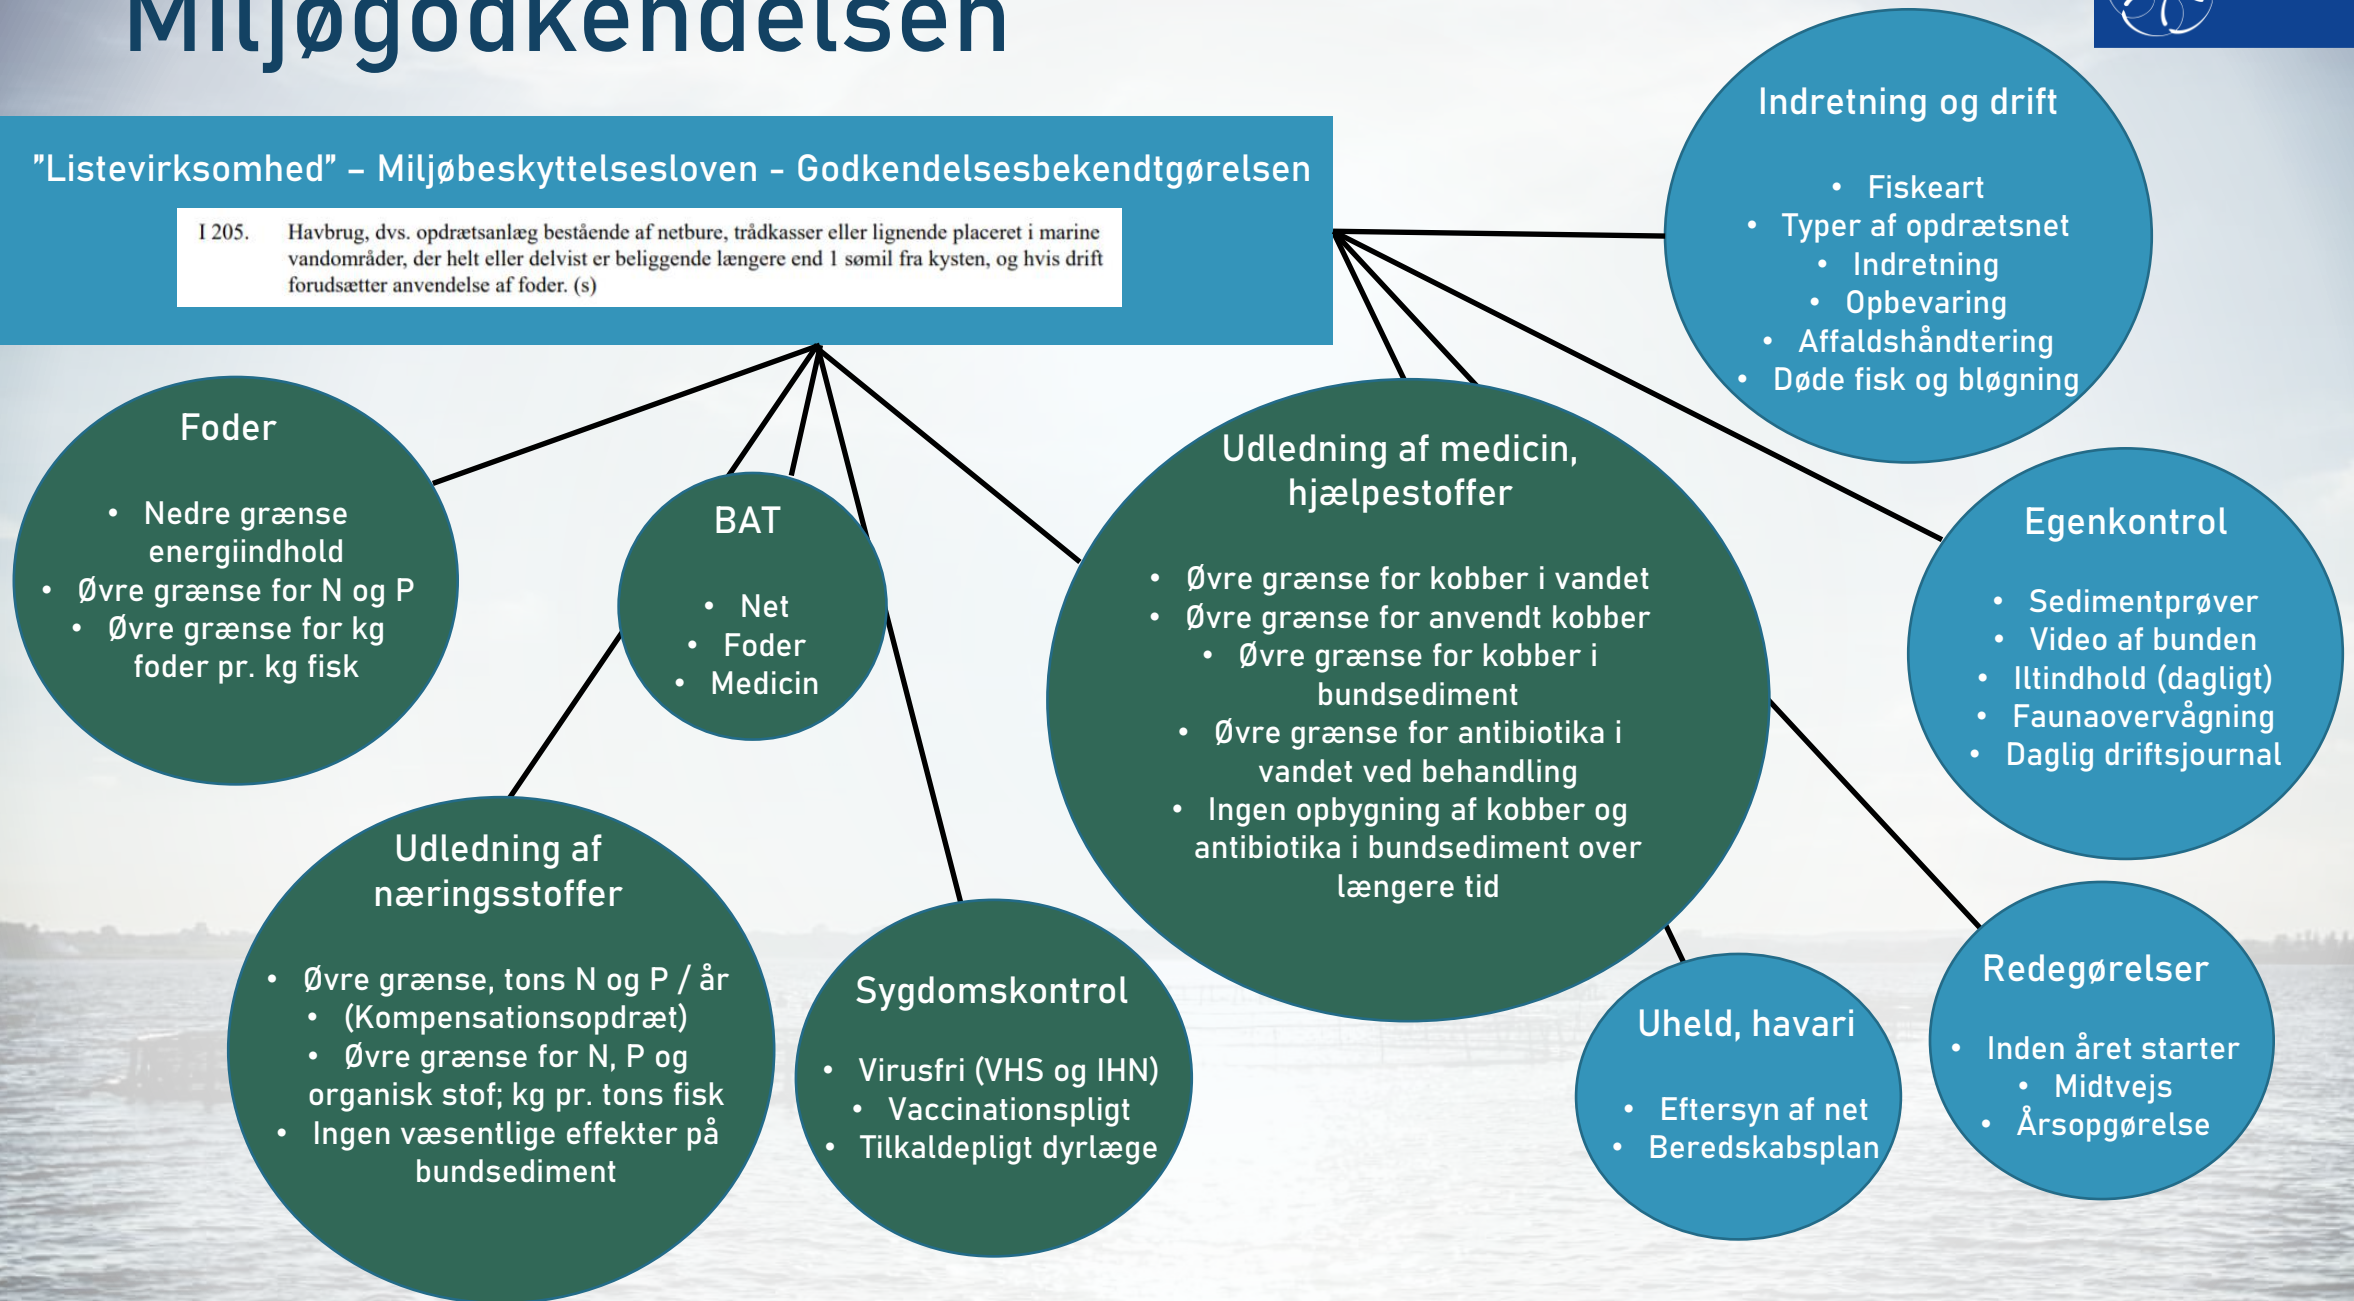 Miljøgodkendelsen
"Listevirksomhed" – Miljøbeskyttelsesloven - Godkendelsesbekendtgørelsen
I 205. Havbrug, dvs. opdrætsanlæg bestående af netbure, trådkasser eller lignende placeret i marine
vandområder, der helt eller delvist er beliggende længere end 1 sømil fra kysten, og hvis drift
forudsætter anvendelse af foder. (s)
Foder
• Nedre grænse
energiindhold
• Øvre grænse for N og P
• Øvre grænse for kg
foder pr. kg fisk
Udledning af
næringsstoffer
• Øvre grænse, tons N og P / år
• (Kompensationsopdræt)
• Øvre grænse for N, P og
organisk stof; kg pr. tons fisk
• Ingen væsentlige effekter på
bundsediment
BAT
• Net
• Foder
• Medicin
Sygdomskontrol
• Virusfri (VHS og IHN)
• Vaccinationspligt
• Tilkaldepligt dyrlæge
Udledning af medicin,
hjælpestoffer
• Øvre grænse for kobber i vandet
• Øvre grænse for anvendt kobber
• Øvre grænse for kobber i
bundsediment
• Øvre grænse for antibiotika i
vandet ved behandling
• Ingen opbygning af kobber og
antibiotika i bundsediment over
længere tid
Indretning og drift
• Fiskeart
• Typer af opdrætsnet
• Indretning
• Opbevaring
• Affaldshåndtering
• Døde fisk og bløgning
Egenkontrol
• Sedimentprøver
• Video af bunden
• Iltindhold (dagligt)
• Faunaovervågning
• Daglig driftsjournal
Uheld, havari
• Eftersyn af net
• Beredskabsplan
Redegørelser
• Inden året starter
• Midtvejs
• Årsopgørelse